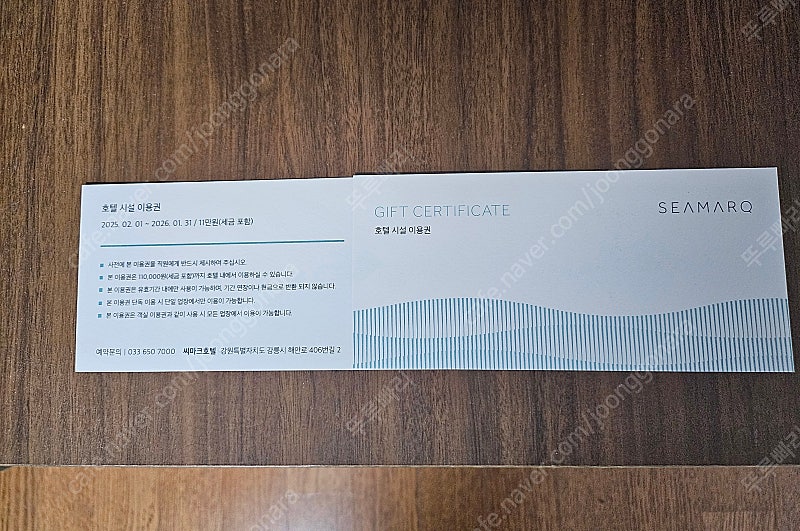 호텔 시설 이용권
2025. 02. 01 ~ 2026. 01. 31 / 11만원(세금 포함)
사전에 본 이용권을 직원에게 반드시 제시하여 주십시오.
본 이용권은 110,000원(세금 포함)까지 호텔 내에서 이용하실 수 있습니다.
본 이용권은 유효기간 내에만 사용이 가능하며, 기간 연장이나 현금으로 반환 되지 않습니다.
본 이용권 단독 이용 시 단일 업장에서만 이용이 가능합니다.
본 이용권은 객실 이용권과 같이 사용 시 모든 업장에서 이용이 가능합니다.
예약문의 | 033 650 7000 씨마크호텔 강원특별자치도 강릉시 해안로 406번길 2
GIFT CERTIFICATE
호텔 시설 이용권
SEAMARQ
cafe.naver.com/joonggonara
뚜루빼리